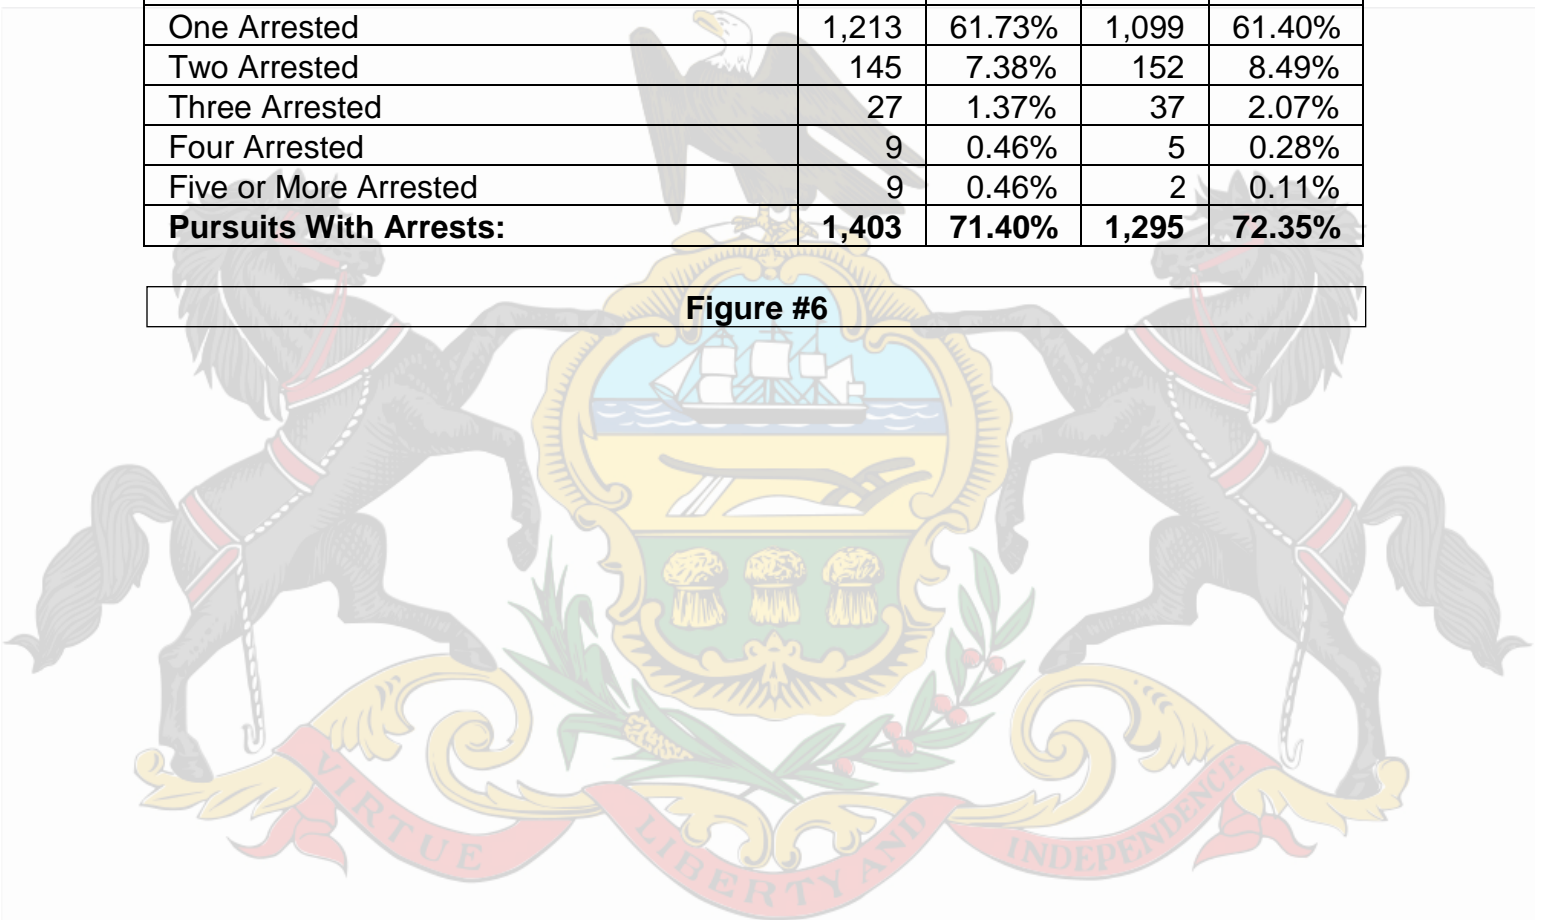 One Arrested 1,213 61.73% 1,099 61.40%
Two Arrested 145 7.38% 152 8.49%
Three Arrested 27 1.37% 37 2.07%
Four Arrested 9 0.46% 5 0.28%
Five or More Arrested 9 0.46% 2 0.11%
Pursuits With Arrests: 1,403 71.40% 1,295 72.35%
Figure #6
VIRTUE LIBERTY AND INDEPENDENCE